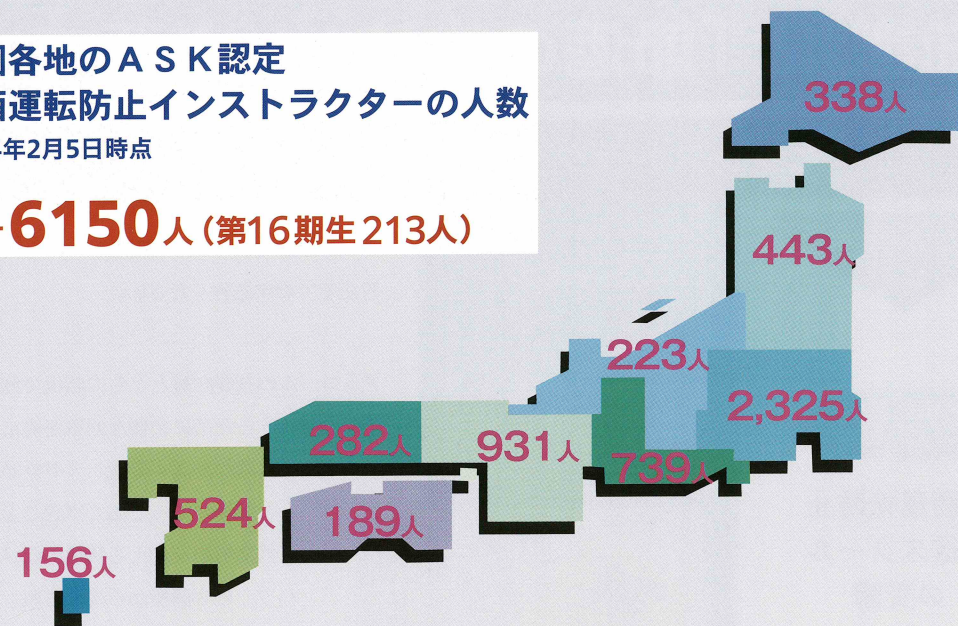 各地のＡＳＫ認定
運転防止インストラクターの人数
年2月5日時点
6150人（第16期生213人）
338人
443人
223人
2,325人
282人
931人
739人
524人
189人
156人